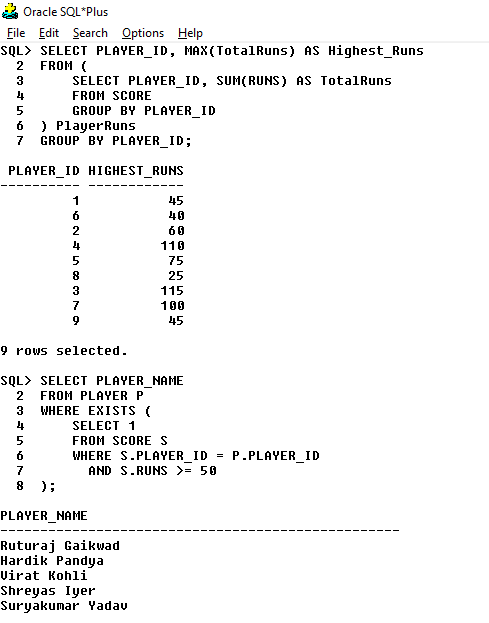 Oracle SQL*Plus
File Edit Search Options Help
SQL> SELECT PLAYER_ID, MAX(TotalRuns) AS Highest_Runs
2 FROM (
3 SELECT PLAYER_ID, SUM(RUNS) AS TotalRuns
4 FROM SCORE
5 GROUP BY PLAYER_ID
6 ) PlayerRuns
7 GROUP BY PLAYER_ID;
PLAYER_ID HIGHEST_RUNS
---------- ------------
1 45
6 40
2 60
4 110
5 75
8 25
3 115
7 100
9 45
9 rows selected.
SQL> SELECT PLAYER_NAME
2 FROM PLAYER P
3 WHERE EXISTS (
4 SELECT 1
5 FROM SCORE S
6 WHERE S.PLAYER_ID = P.PLAYER_ID
7 AND S.RUNS >= 50
8 );
PLAYER_NAME
--------------------------------------------------
Ruturaj Gaikwad
Hardik Pandya
Virat Kohli
Shreyas Iyer
Suryakumar Yadav